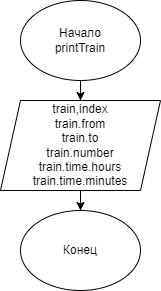 Начало
printTrain
train,index
train.from
train.to
train.number
train.time.hours
train.time.minutes
Конец